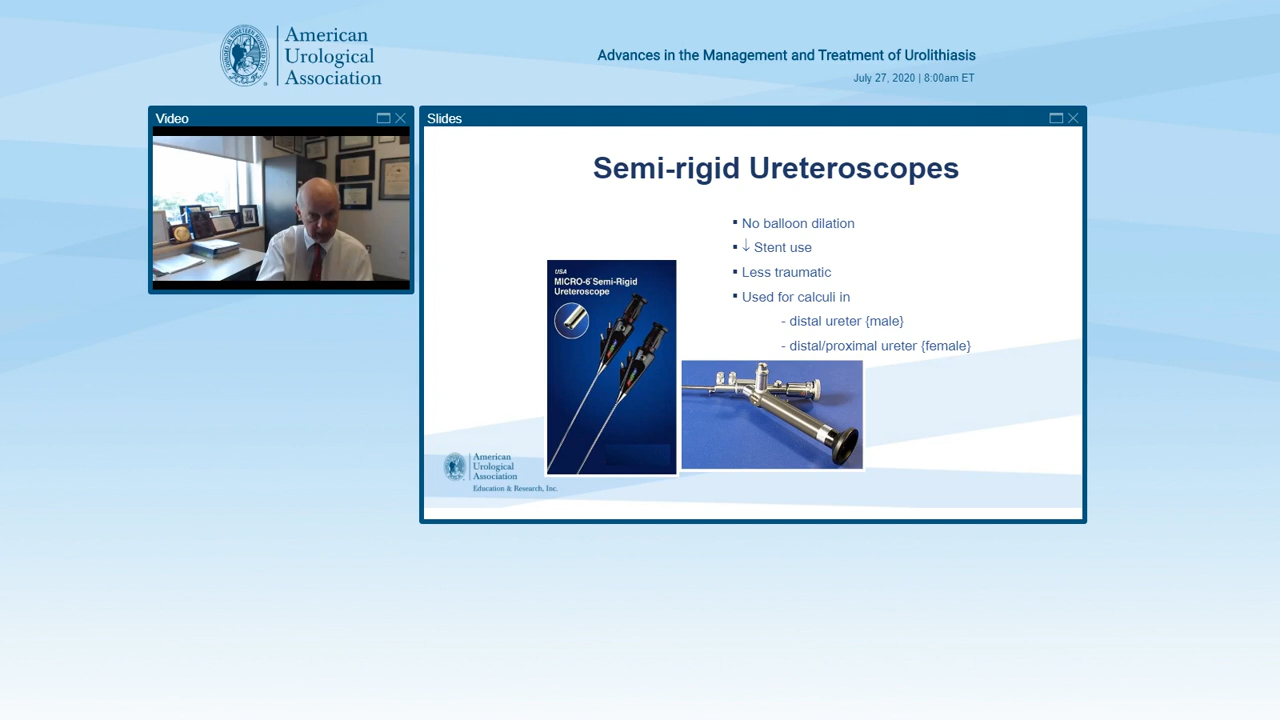 American
Urological
Association
Advances in the Management and Treatment of Urolithiasis
July 27, 2020 | 8:00am ET
Video
Slides
Semi-rigid Ureteroscopes
▪ No balloon dilation
▪ ↓ Stent use
▪ Less traumatic
▪ Used for calculi in
- distal ureter {male}
- distal/proximal ureter {female}
USA
MICRO-6™Semi-Rigid
Ureteroscope
American
Urological
Association
Education & Research, Inc.